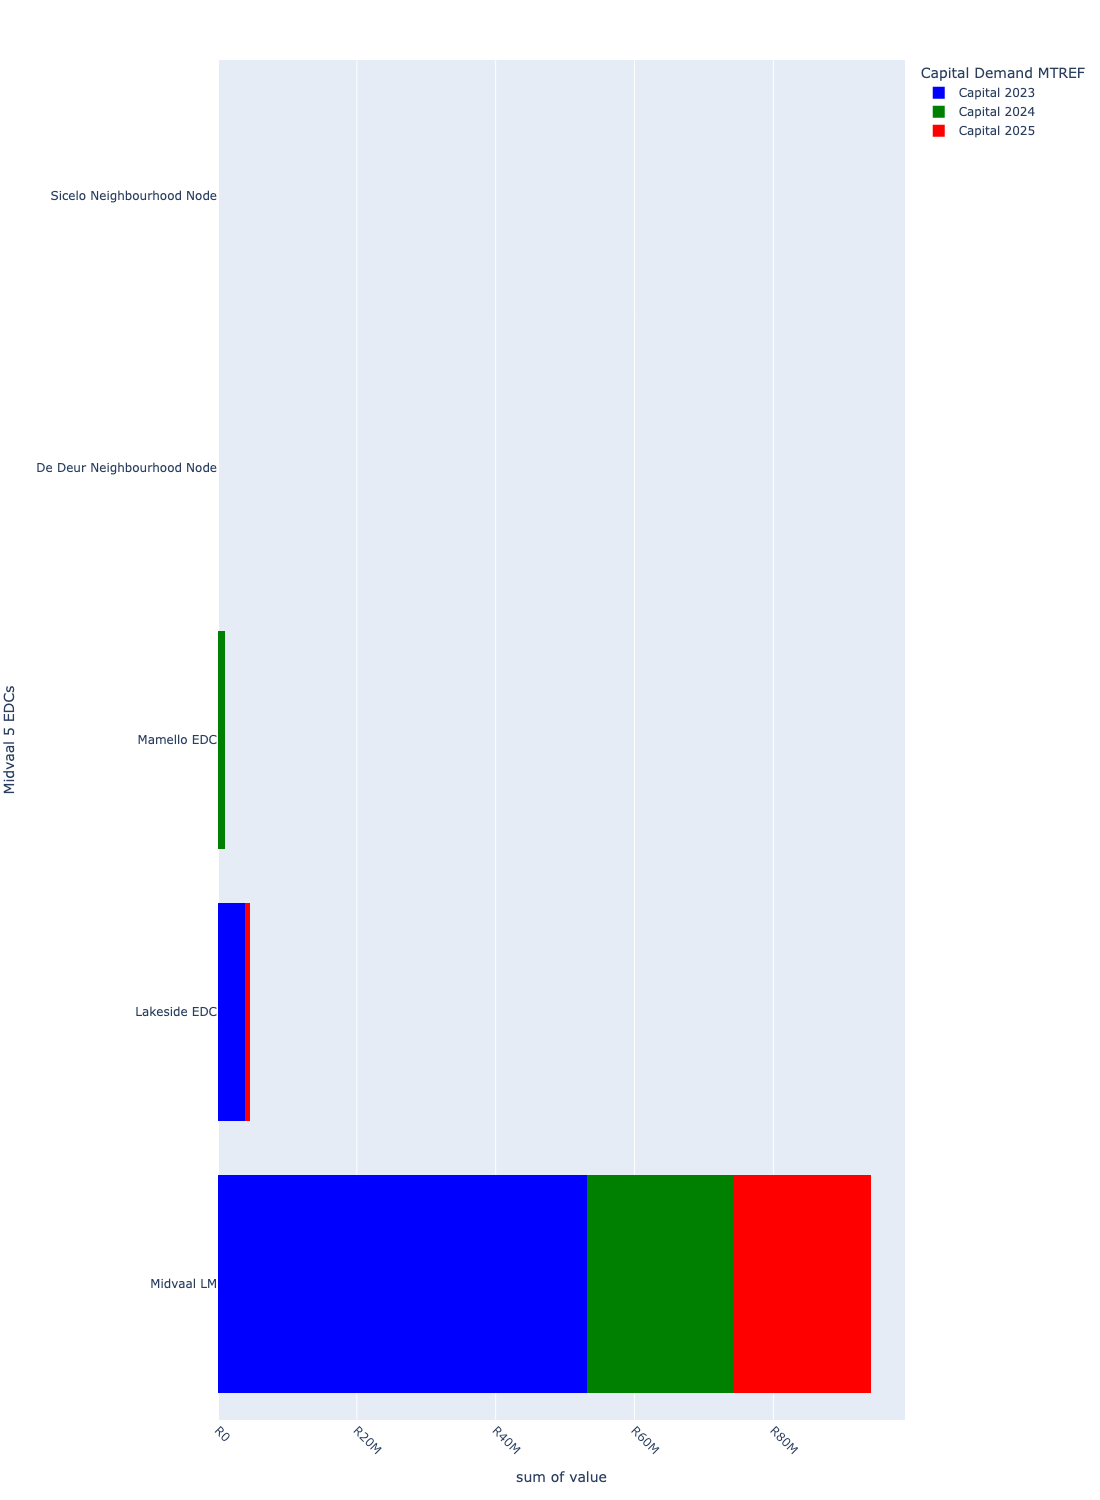 Capital Demand MTREF
Capital 2023
Capital 2024
Capital 2025
Sicelo Neighbourhood Node
De Deur Neighbourhood Node
Mamello EDC
Lakeside EDC
Midvaal LM
Midvaal 5 EDCs
R0
R20M
R40M
R60M
R80M
sum of value